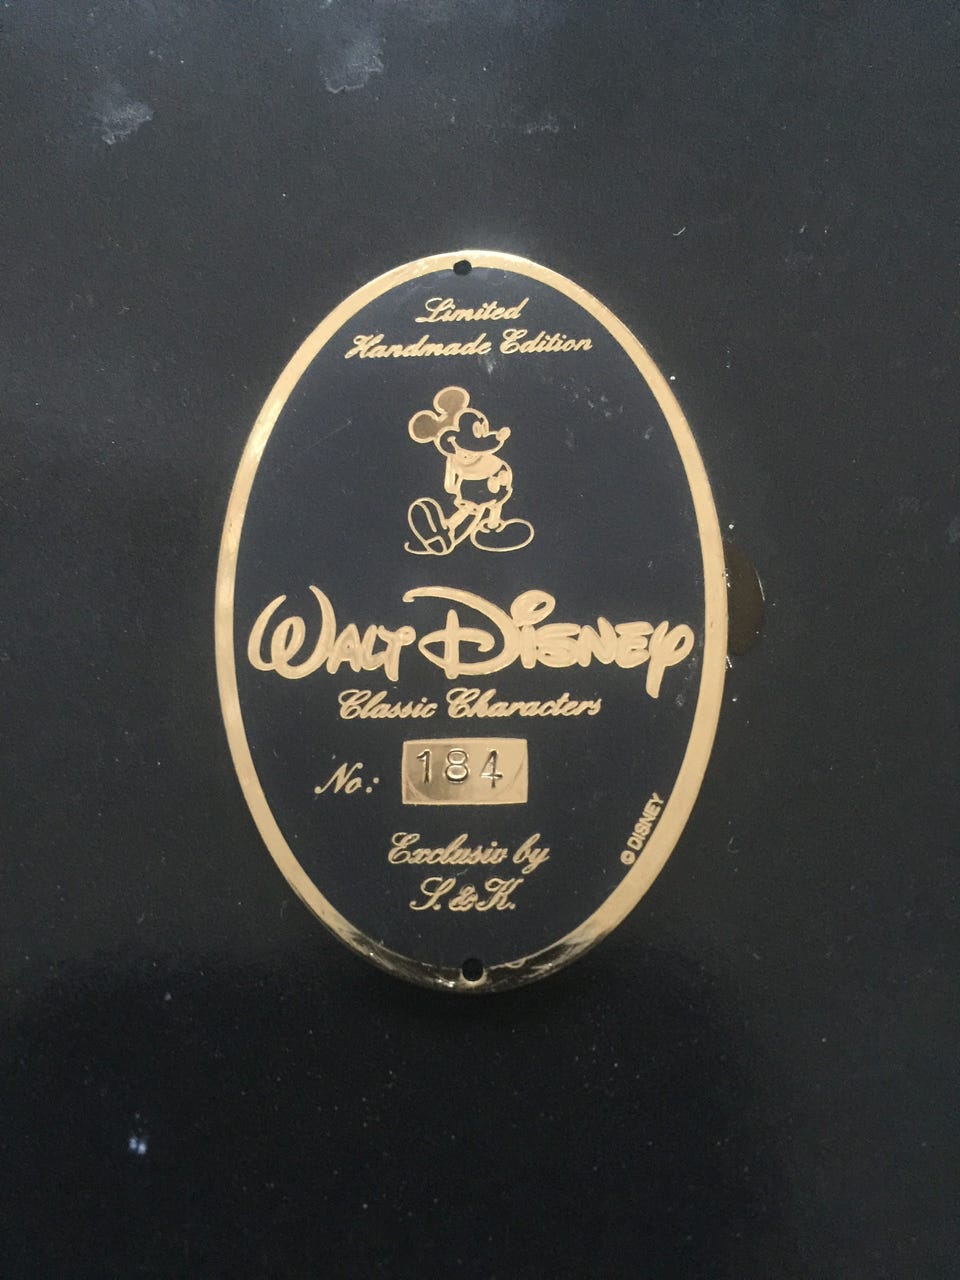 Limited
Handmade Edition
WALT DISNEY
Classic Characters
No: 184
© DISNEY
Exclusiv by
S. & K.